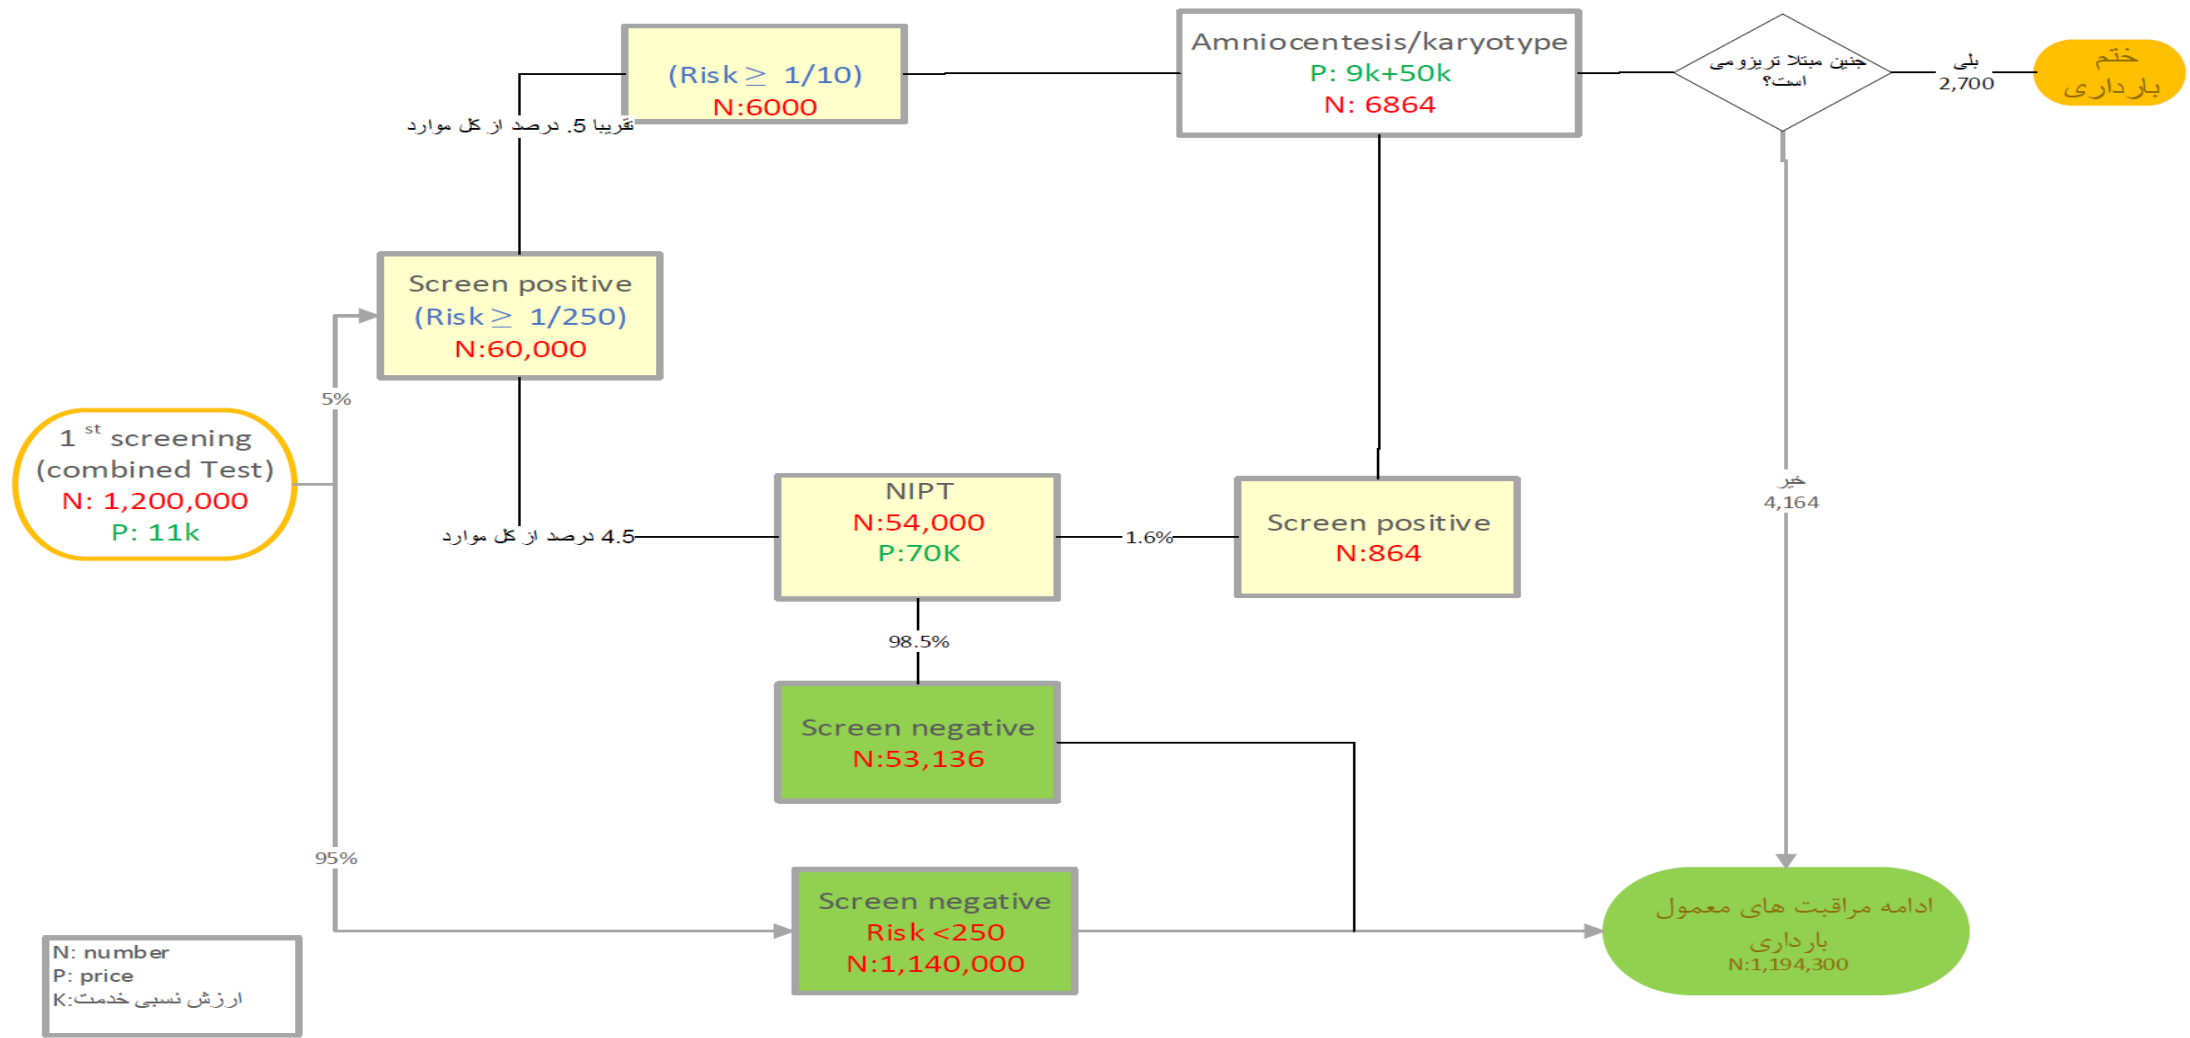 (Risk ≥ 1/10)
N:6000
Amniocentesis/karyotype
P: 9k+50k
N: 6864
جنین مبتلا تریزومی
است؟
بلی
2,700
ختم
بارداری
تقریبا 5. درصد از کل موارد
Screen positive
(Risk ≥ 1/250)
N:60,000
5%
1 st screening
(combined Test)
N: 1,200,000
P: 11k
4.5 درصد از کل موارد
NIPT
N:54,000
P:70K
1.6%
Screen positive
N:864
خیر
4,164
98.5%
Screen negative
N:53,136
95%
Screen negative
Risk <250
N:1,140,000
ادامه مراقبت های معمول
بارداری
N:1,194,300
N: number
P: price
K:ارزش نسبی خدمت